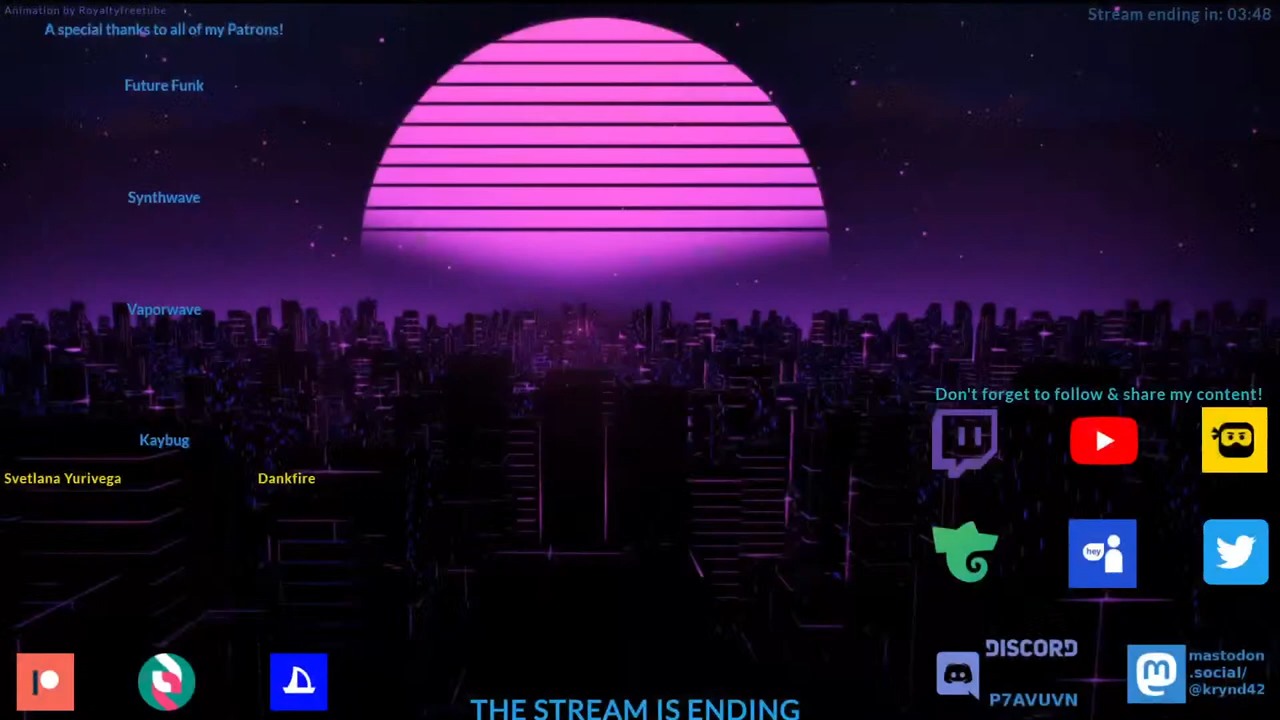 Animation by Royaltyfreetube
Stream ending in: 03:48
A special thanks to all of my Patrons!
Future Funk
Synthwave
Vaporwave
Kaybug
Svetlana Yurivega
Dankfire
Don't forget to follow & share my content!
hey
DISCORD
P7AVUVN
mastodon
.social/
@krynd42
THE STREAM IS ENDING